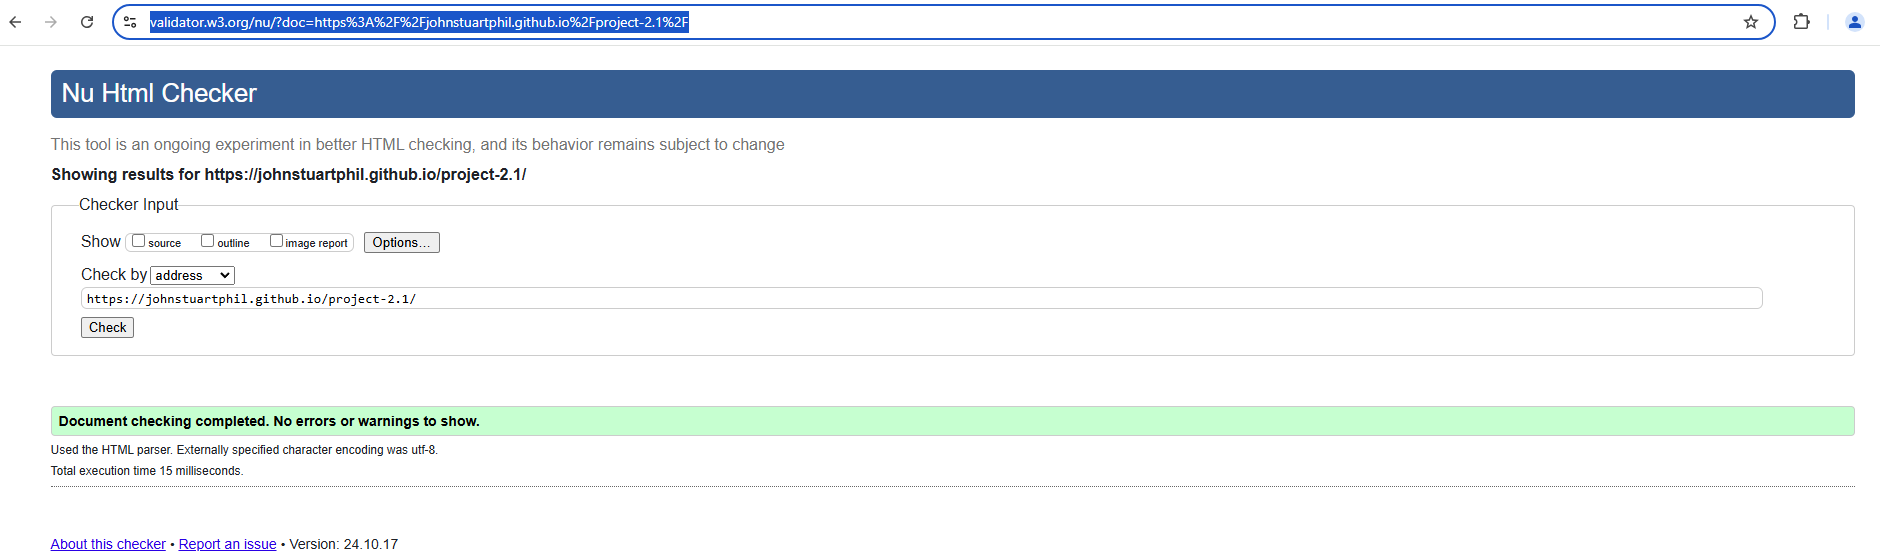 validator.w3.org/nu/?doc=https%3A%2F%2Fjohnstuartphil.github.io%2Fproject-2.1%2F
Nu Html Checker
This tool is an ongoing experiment in better HTML checking, and its behavior remains subject to change
Showing results for https://johnstuartphil.github.io/project-2.1/
Checker Input
Show source outline image report Options...
Check by address
https://johnstuartphil.github.io/project-2.1/
Check
Document checking completed. No errors or warnings to show.
Used the HTML parser. Externally specified character encoding was utf-8.
Total execution time 15 milliseconds.
About this checker • Report an issue • Version: 24.10.17